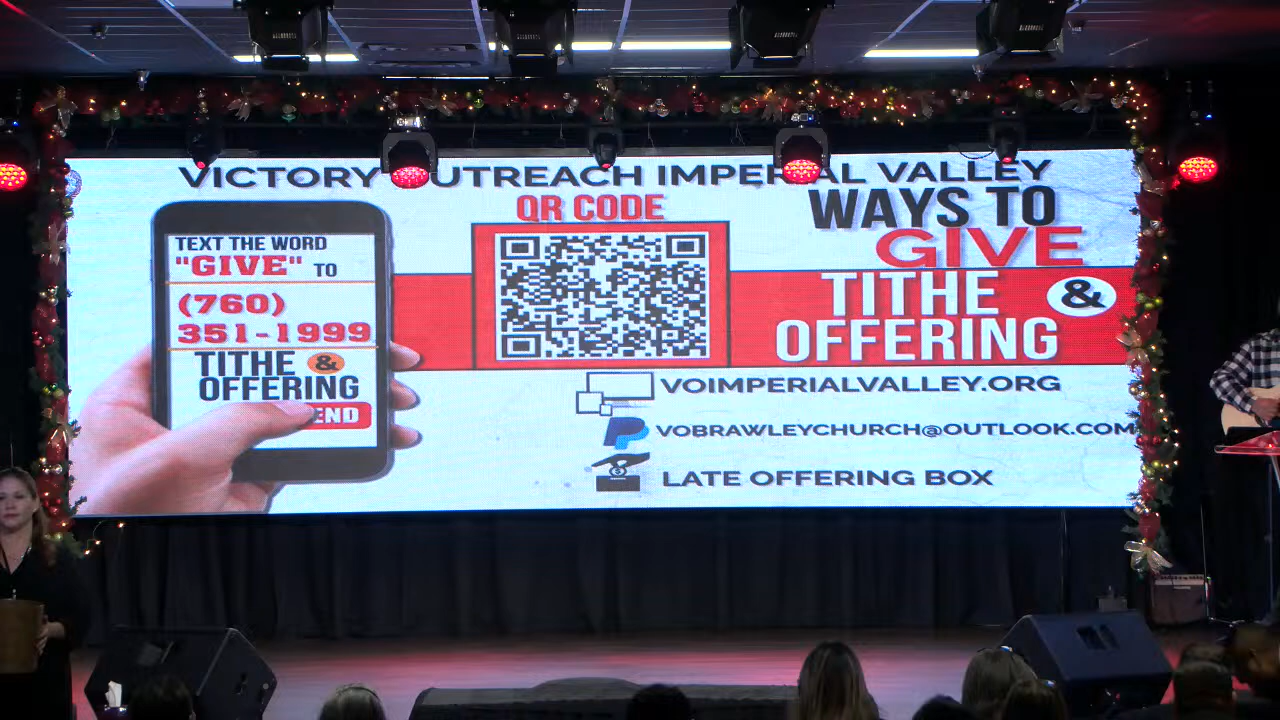 VICTORY OUTREACH IMPERIAL VALLEY
TEXT THE WORD
"GIVE" TO
(760)
351-1999
TITHE &
OFFERING
END
QR CODE
WAYS TO
GIVE
TITHE &
OFFERING
VOIMPERIALVALLEY.ORG
VOBRAWLEYCHURCH@OUTLOOK.COM
LATE OFFERING BOX